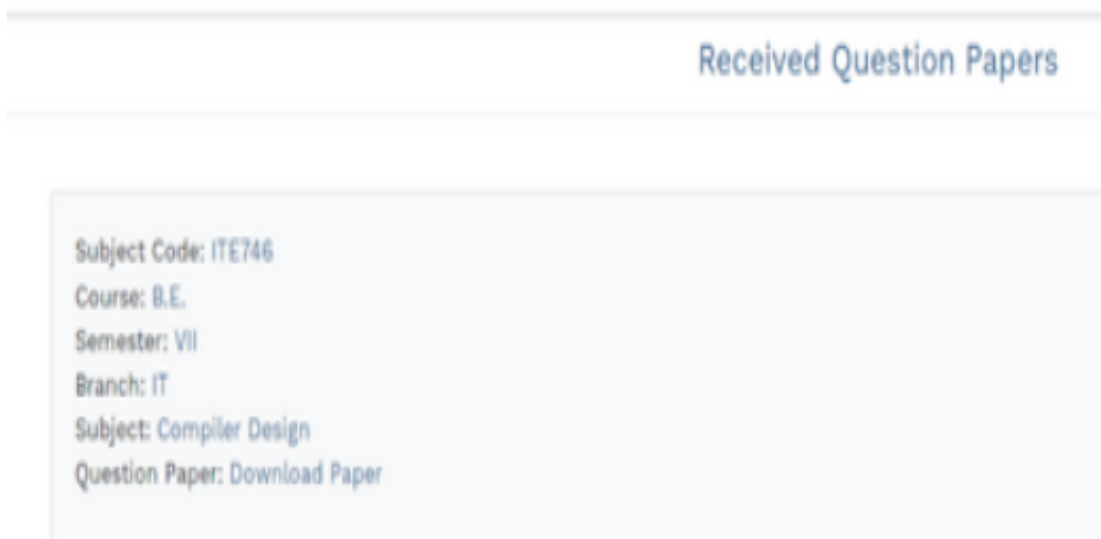 Received Question Papers
Subject Code: ITE746
Course: B.E.
Semester: VII
Branch: IT
Subject: Compiler Design
Question Paper: Download Paper